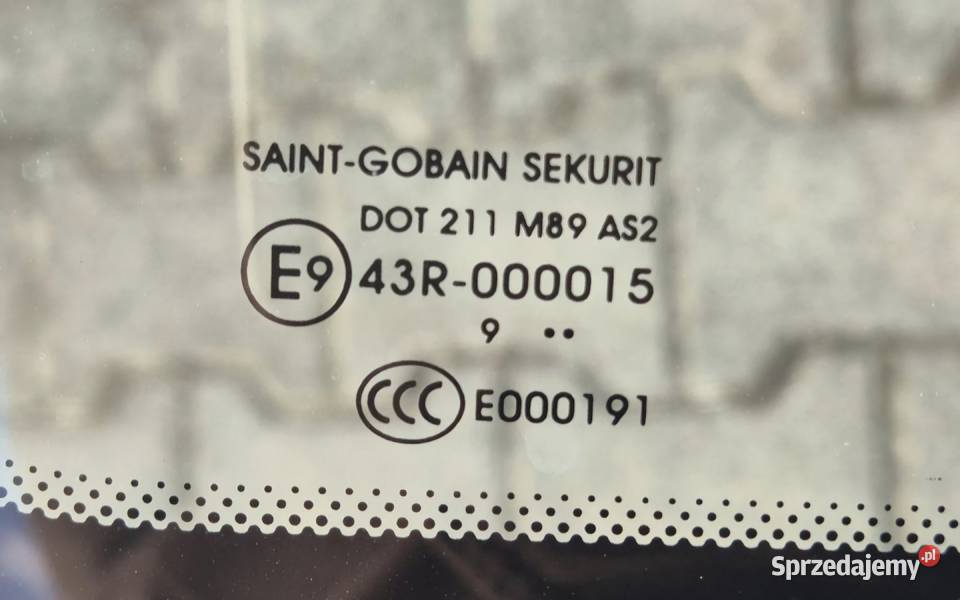 SAINT-GOBAIN SEKURIT
DOT 211 M89 AS2
E9 43R-000015
9 ••
CCC E000191
Sprzedajemy.pl